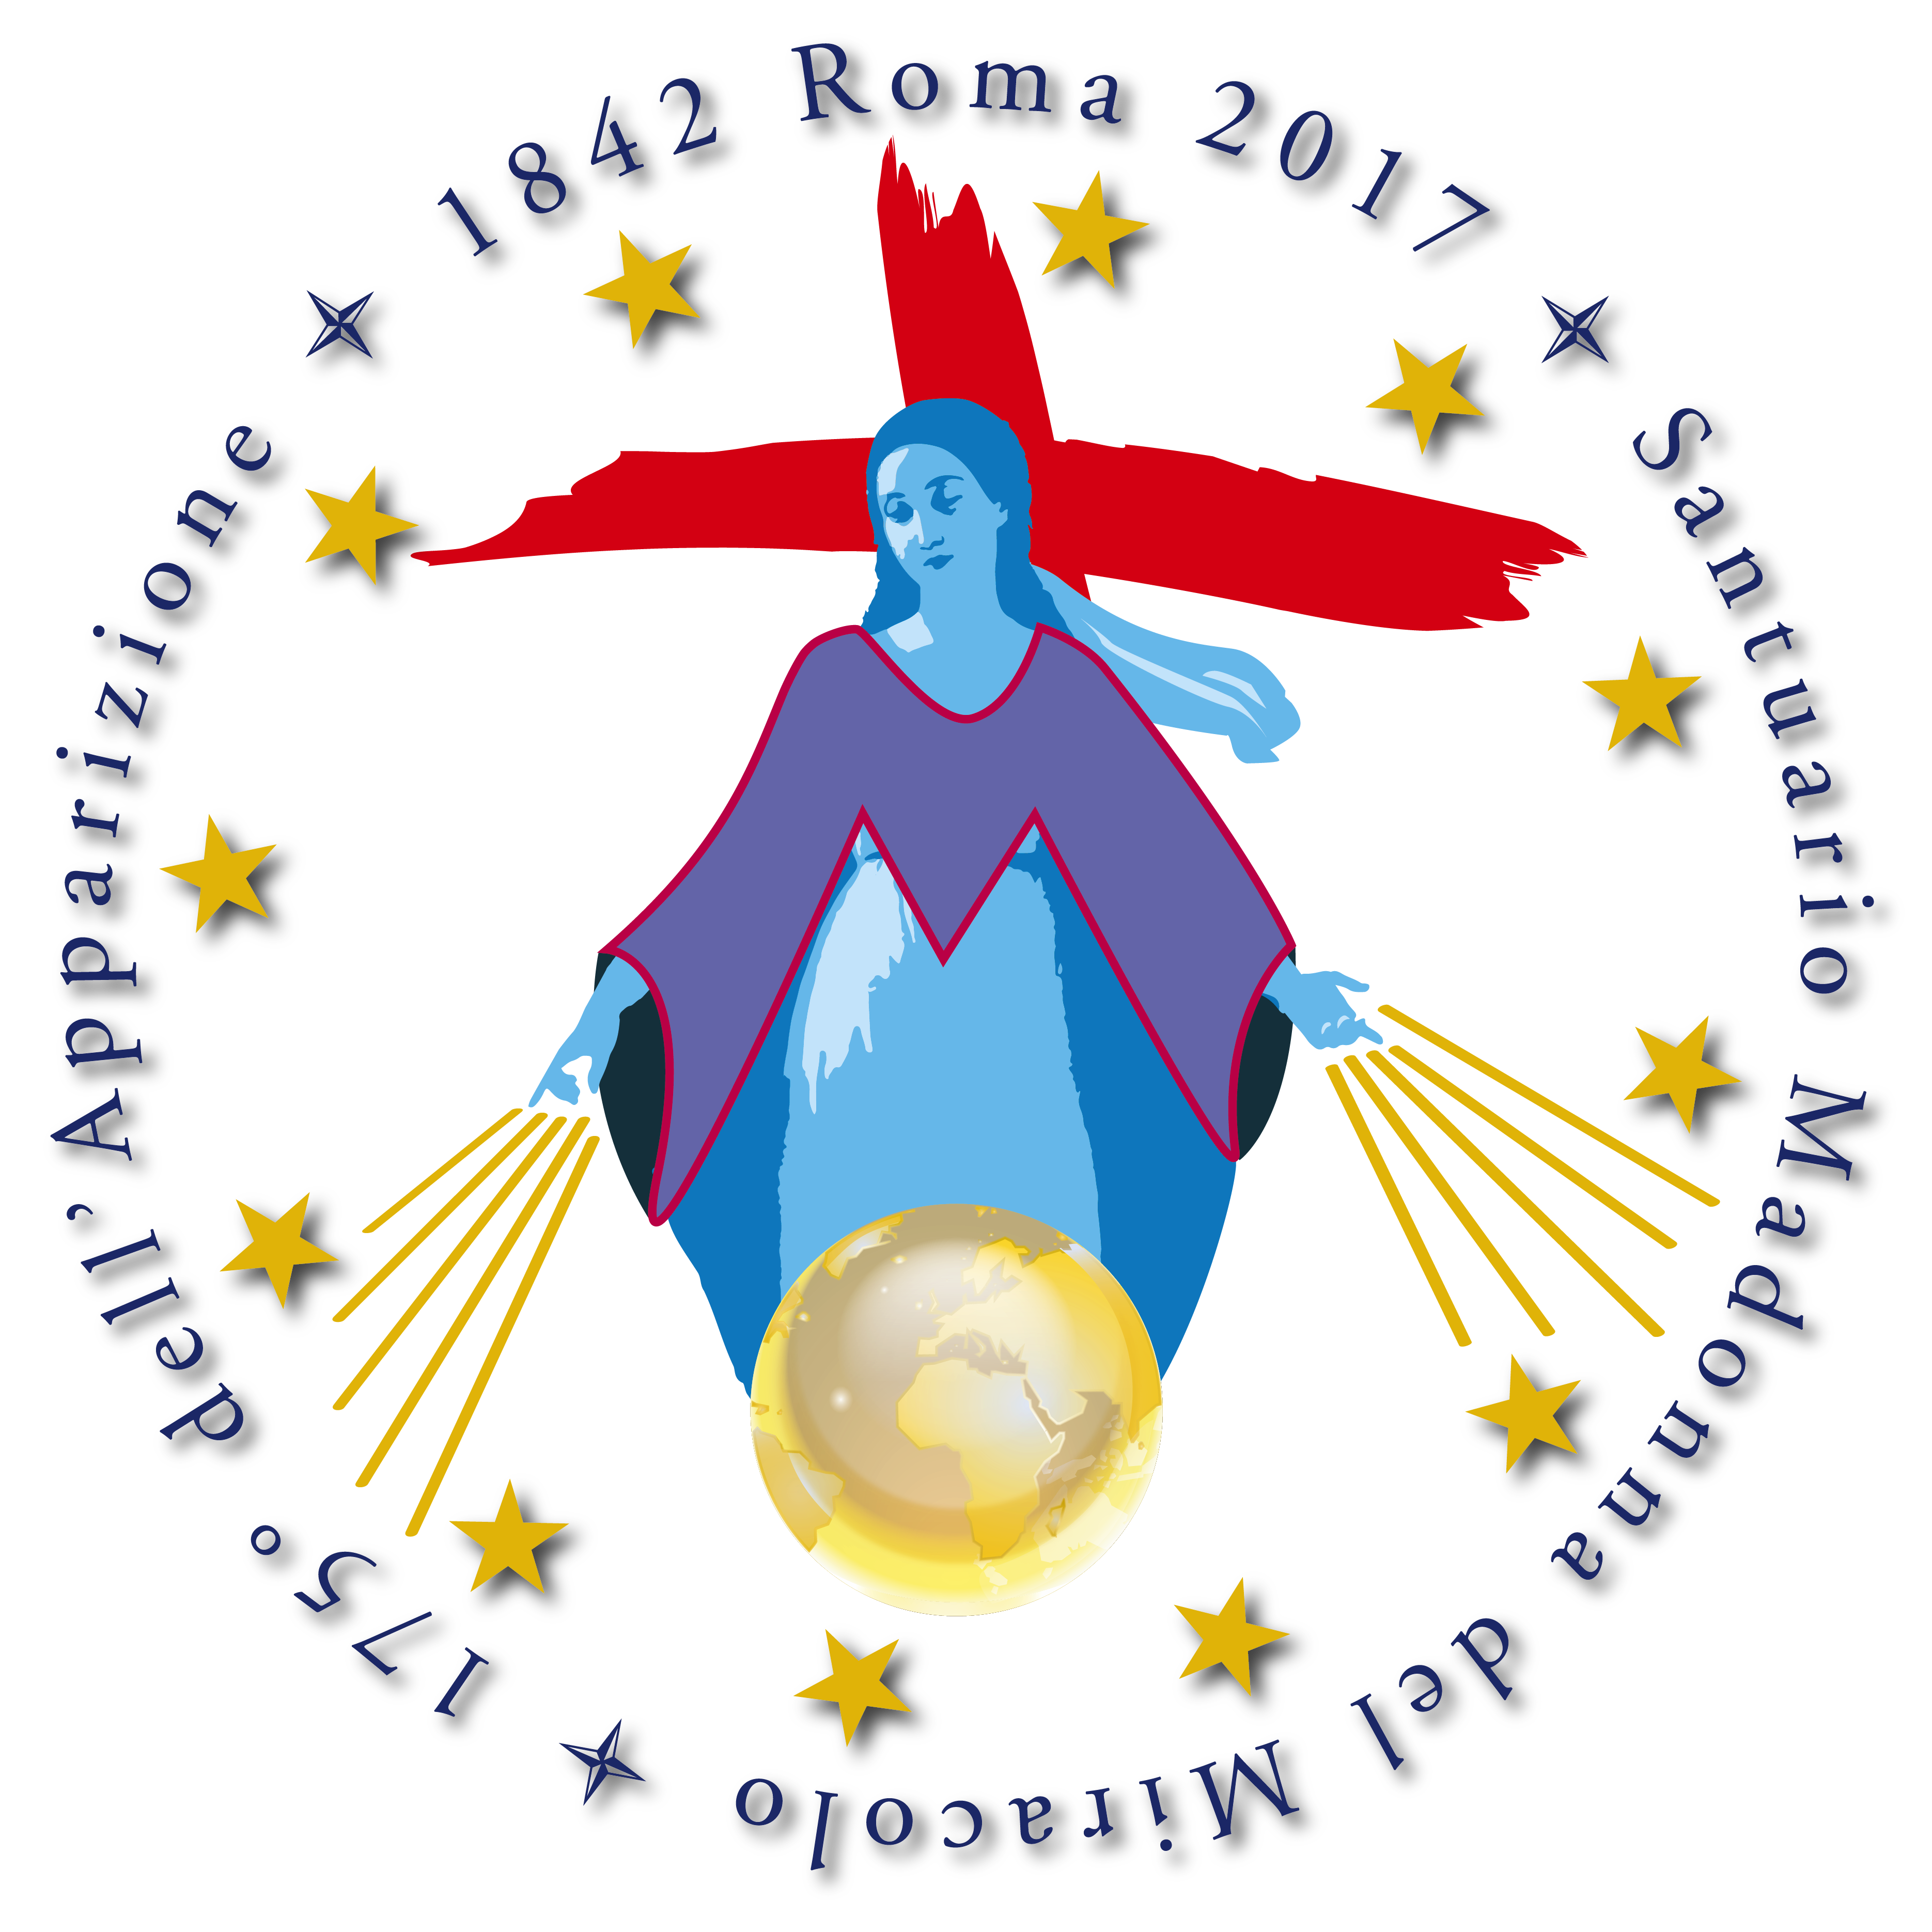 1842 Roma 2017
Santuario Madonna del Miracolo
175° dell'Apparizione